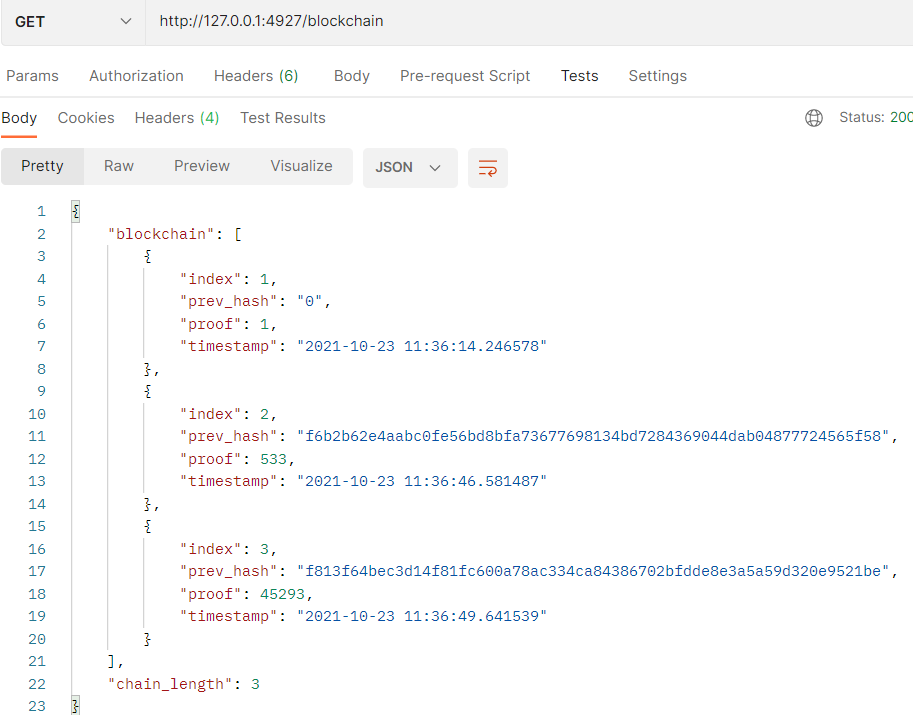 GET http://127.0.0.1:4927/blockchain
Params Authorization Headers (6) Body Pre-request Script Tests Settings
Body Cookies Headers (4) Test Results Status: 200
Pretty Raw Preview Visualize JSON
1 {
2 "blockchain": [
3 {
4 "index": 1,
5 "prev_hash": "0",
6 "proof": 1,
7 "timestamp": "2021-10-23 11:36:14.246578"
8 },
9 {
10 "index": 2,
11 "prev_hash": "f6b2b62e4aabc0fe56bd8bfa73677698134bd7284369044dab04877724565f58",
12 "proof": 533,
13 "timestamp": "2021-10-23 11:36:46.581487"
14 },
15 {
16 "index": 3,
17 "prev_hash": "f813f64bec3d14f81fc600a78ac334ca84386702bfdde8e3a5a59d320e9521be",
18 "proof": 45293,
19 "timestamp": "2021-10-23 11:36:49.641539"
20 }
21 ],
22 "chain_length": 3
23 }